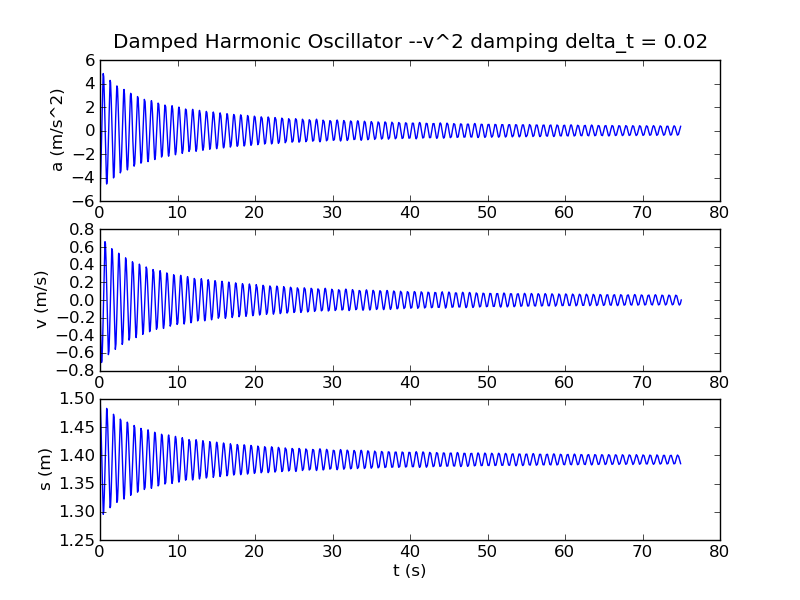 Damped Harmonic Oscillator --v^2 damping delta_t = 0.02
6
4
2
0
−2
−4
−6
a (m/s^2)
0 10 20 30 40 50 60 70 80
0.8
0.6
0.4
0.2
0.0
−0.2
−0.4
−0.6
−0.8
v (m/s)
0 10 20 30 40 50 60 70 80
1.50
1.45
1.40
1.35
1.30
1.25
s (m)
0 10 20 30 40 50 60 70 80
t (s)